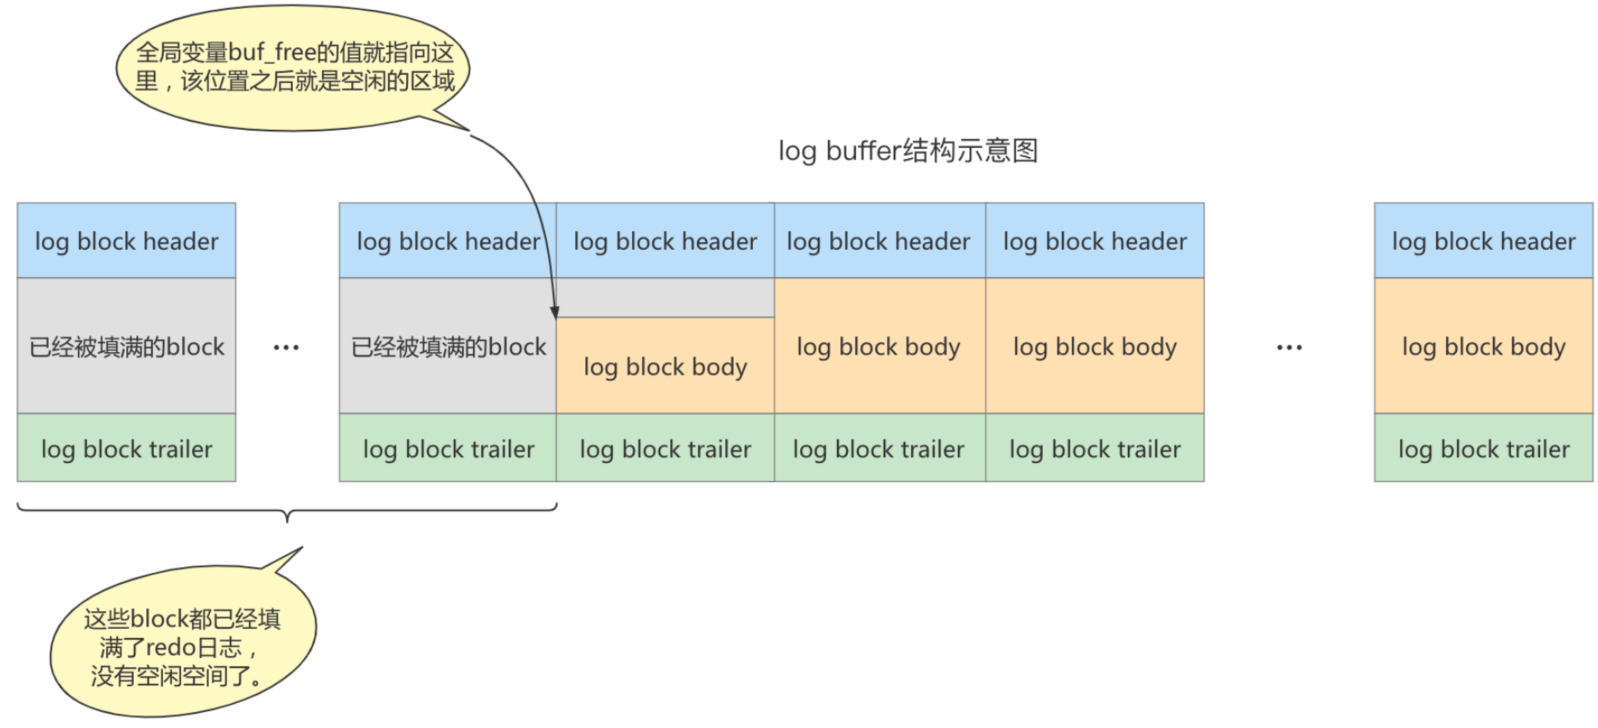 全局变量buf_free的值就指向这
里，该位置之后就是空闲的区域
log buffer结构示意图
log block header
log block header
log block header
log block header
log block header
log block header
已经被填满的block
...
已经被填满的block
log block body
log block body
log block body
...
log block body
log block trailer
log block trailer
log block trailer
log block trailer
log block trailer
log block trailer
这些block都已经填
满了redo日志，
没有空闲空间了。